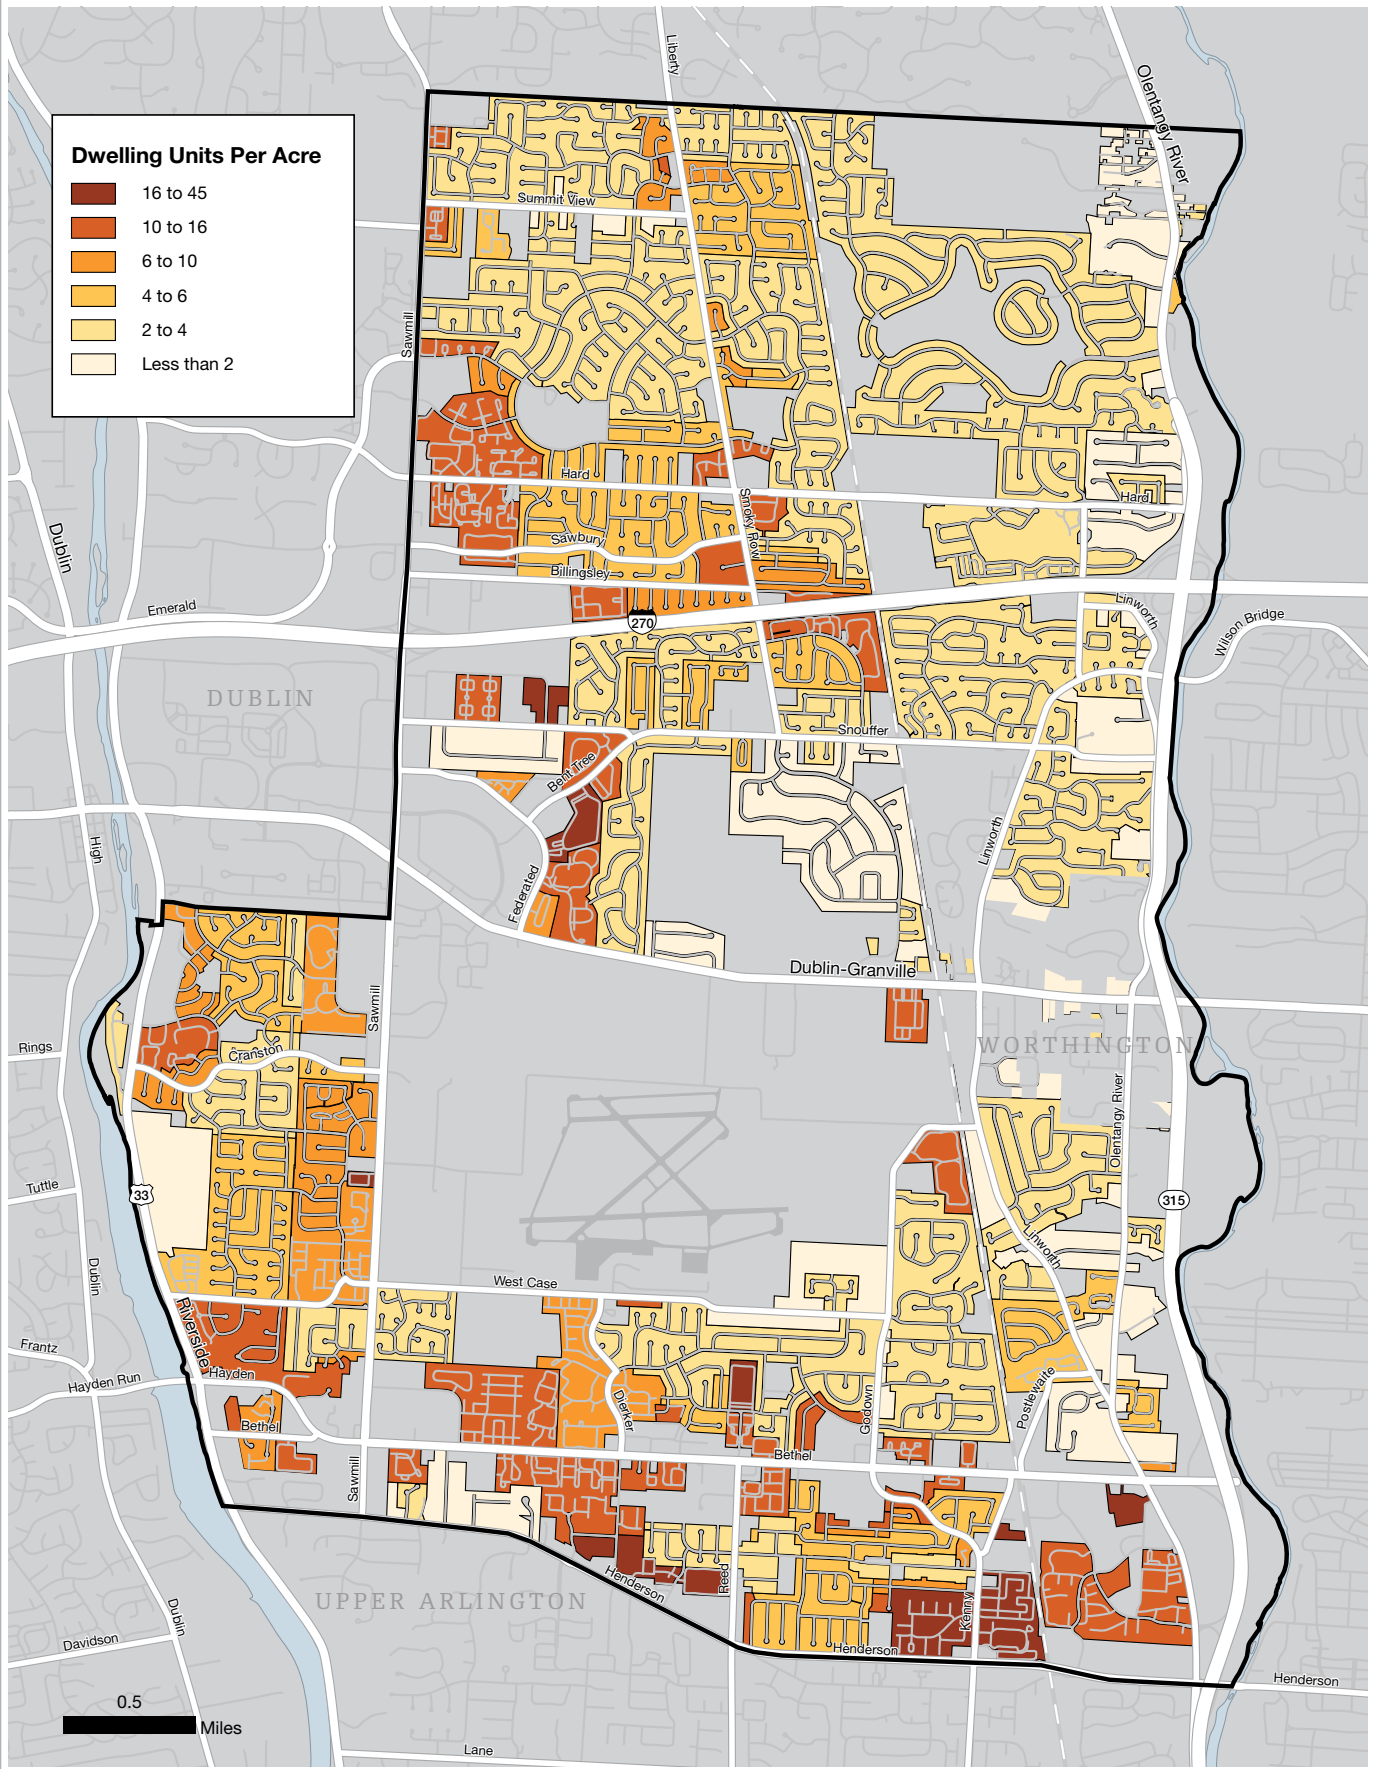 Liberty
Olentangy River
Dwelling Units Per Acre
16 to 45
10 to 16
6 to 10
4 to 6
2 to 4
Less than 2
Summit View
Sawmill
Hard
Hard
Smoky Row
Sawbury
Billingsley
Dublin
Emerald
270
Linworth
Wilson Bridge
DUBLIN
Snouffer
Bent Tree
High
Linworth
Federated
Dublin-Granville
Sawmill
Rings
Cranston
WORTHINGTON
Olentangy River
Tuttle
33
315
Linworth
Dublin
West Case
Riverside
Frantz
Hayden
Hayden Run
Postlewaite
Dierker
Godown
Bethel
Bethel
Sawmill
Reed
Henderson
Kenny
UPPER ARLINGTON
Dublin
Davidson
Henderson
Henderson
0.5
Miles
Lane